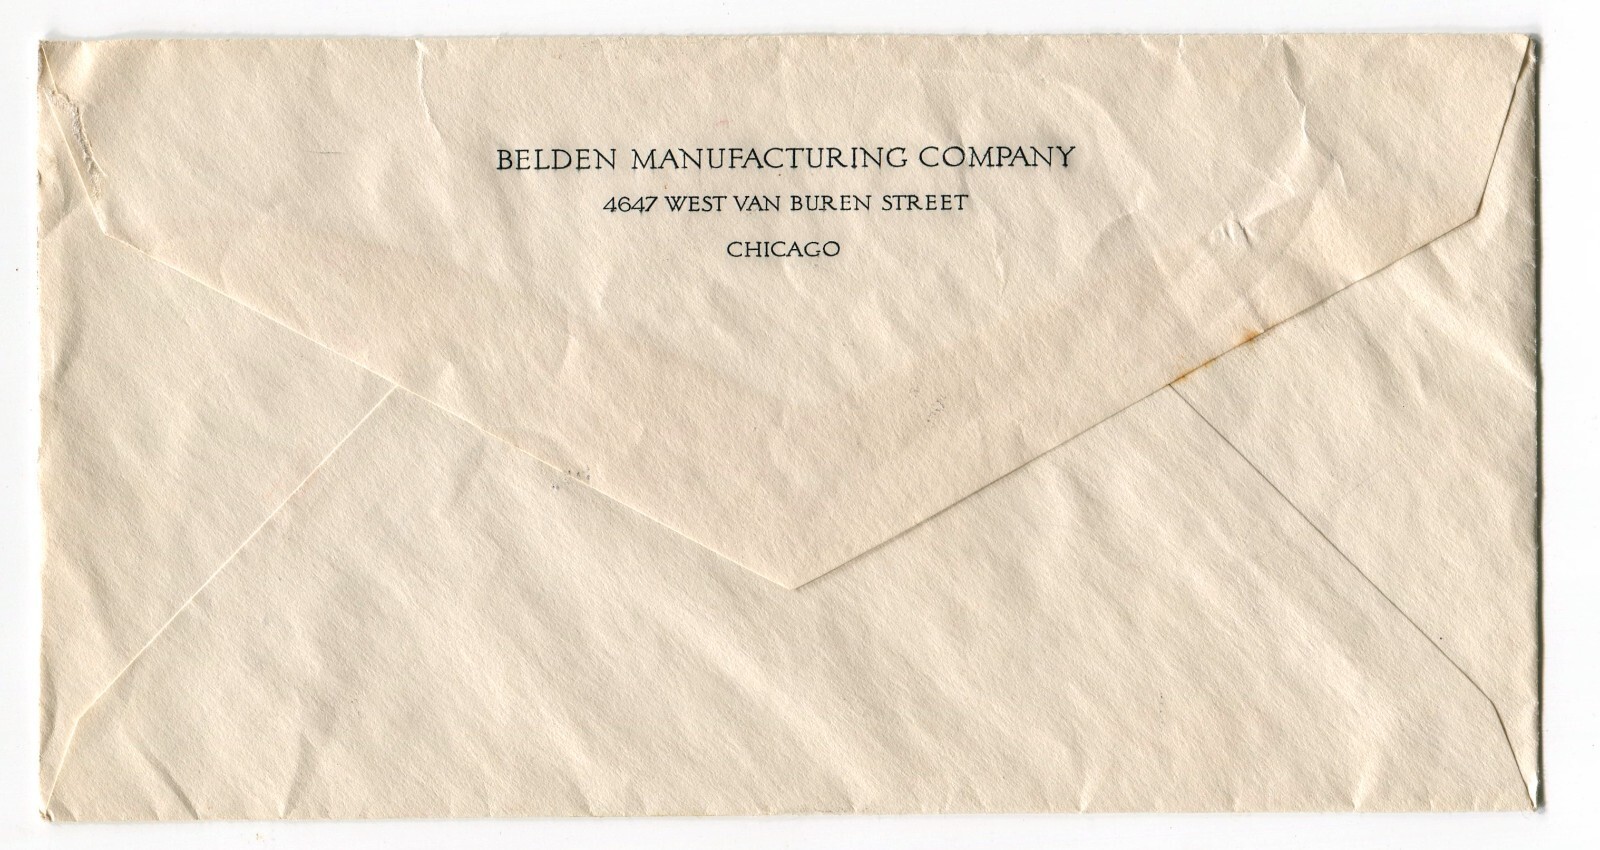 BELDEN MANUFACTURING COMPANY
4647 WEST VAN BUREN STREET
CHICAGO